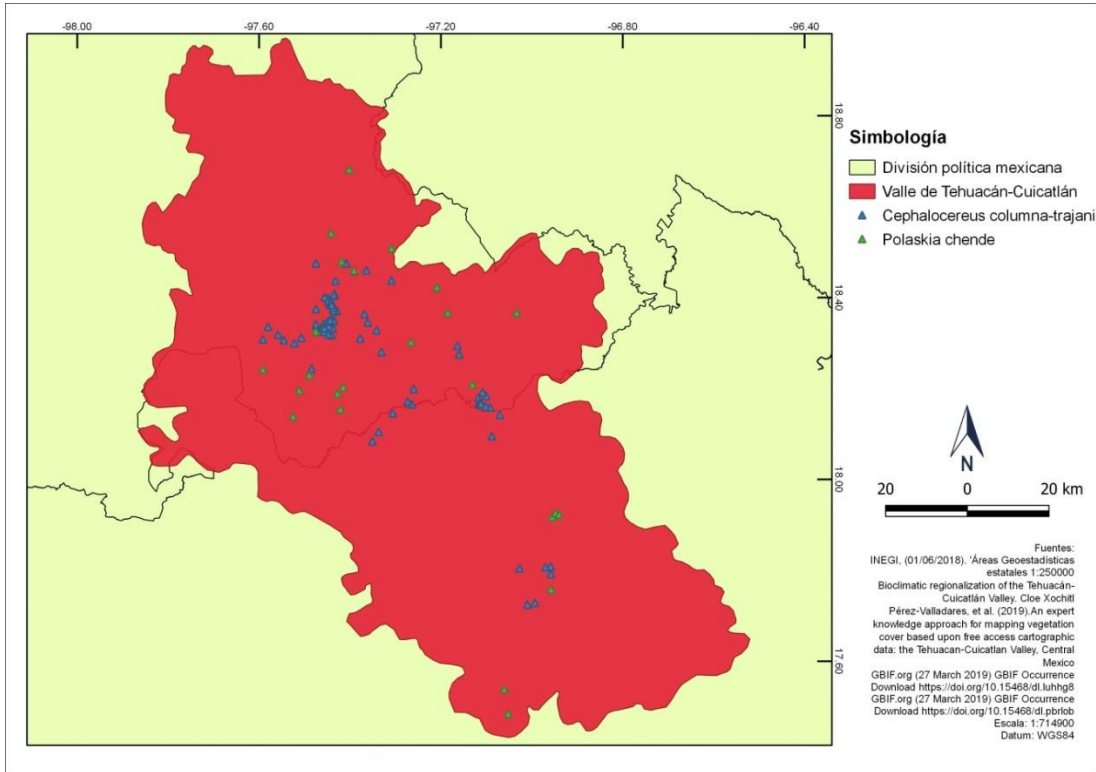 -98.00
-97.60
-97.20
-96.80
-96.40
18.80
18.40
18.00
17.60
Simbología
División política mexicana
Valle de Tehuacán-Cuicatlán
Cephalocereus columna-trajani
Polaskia chende
N
20 0 20 km
Fuentes:
INEGI, (01/06/2018). 'Áreas Geoestadísticas
estatales 1:250000
Bioclimatic regionalization of the Tehuacán-
Cuicatlán Valley. Cloe Xochitl
Pérez-Valladares, et al. (2019).An expert
knowledge approach for mapping vegetation
cover based upon free access cartographic
data: the Tehuacan-Cuicatlan Valley, Central
Mexico
GBIF.org (27 March 2019) GBIF Occurrence
Download https://doi.org/10.15468/dl.luhhg8
GBIF.org (27 March 2019) GBIF Occurrence
Download https://doi.org/10.15468/dl.pbrlob
Escala: 1:714900
Datum: WGS84